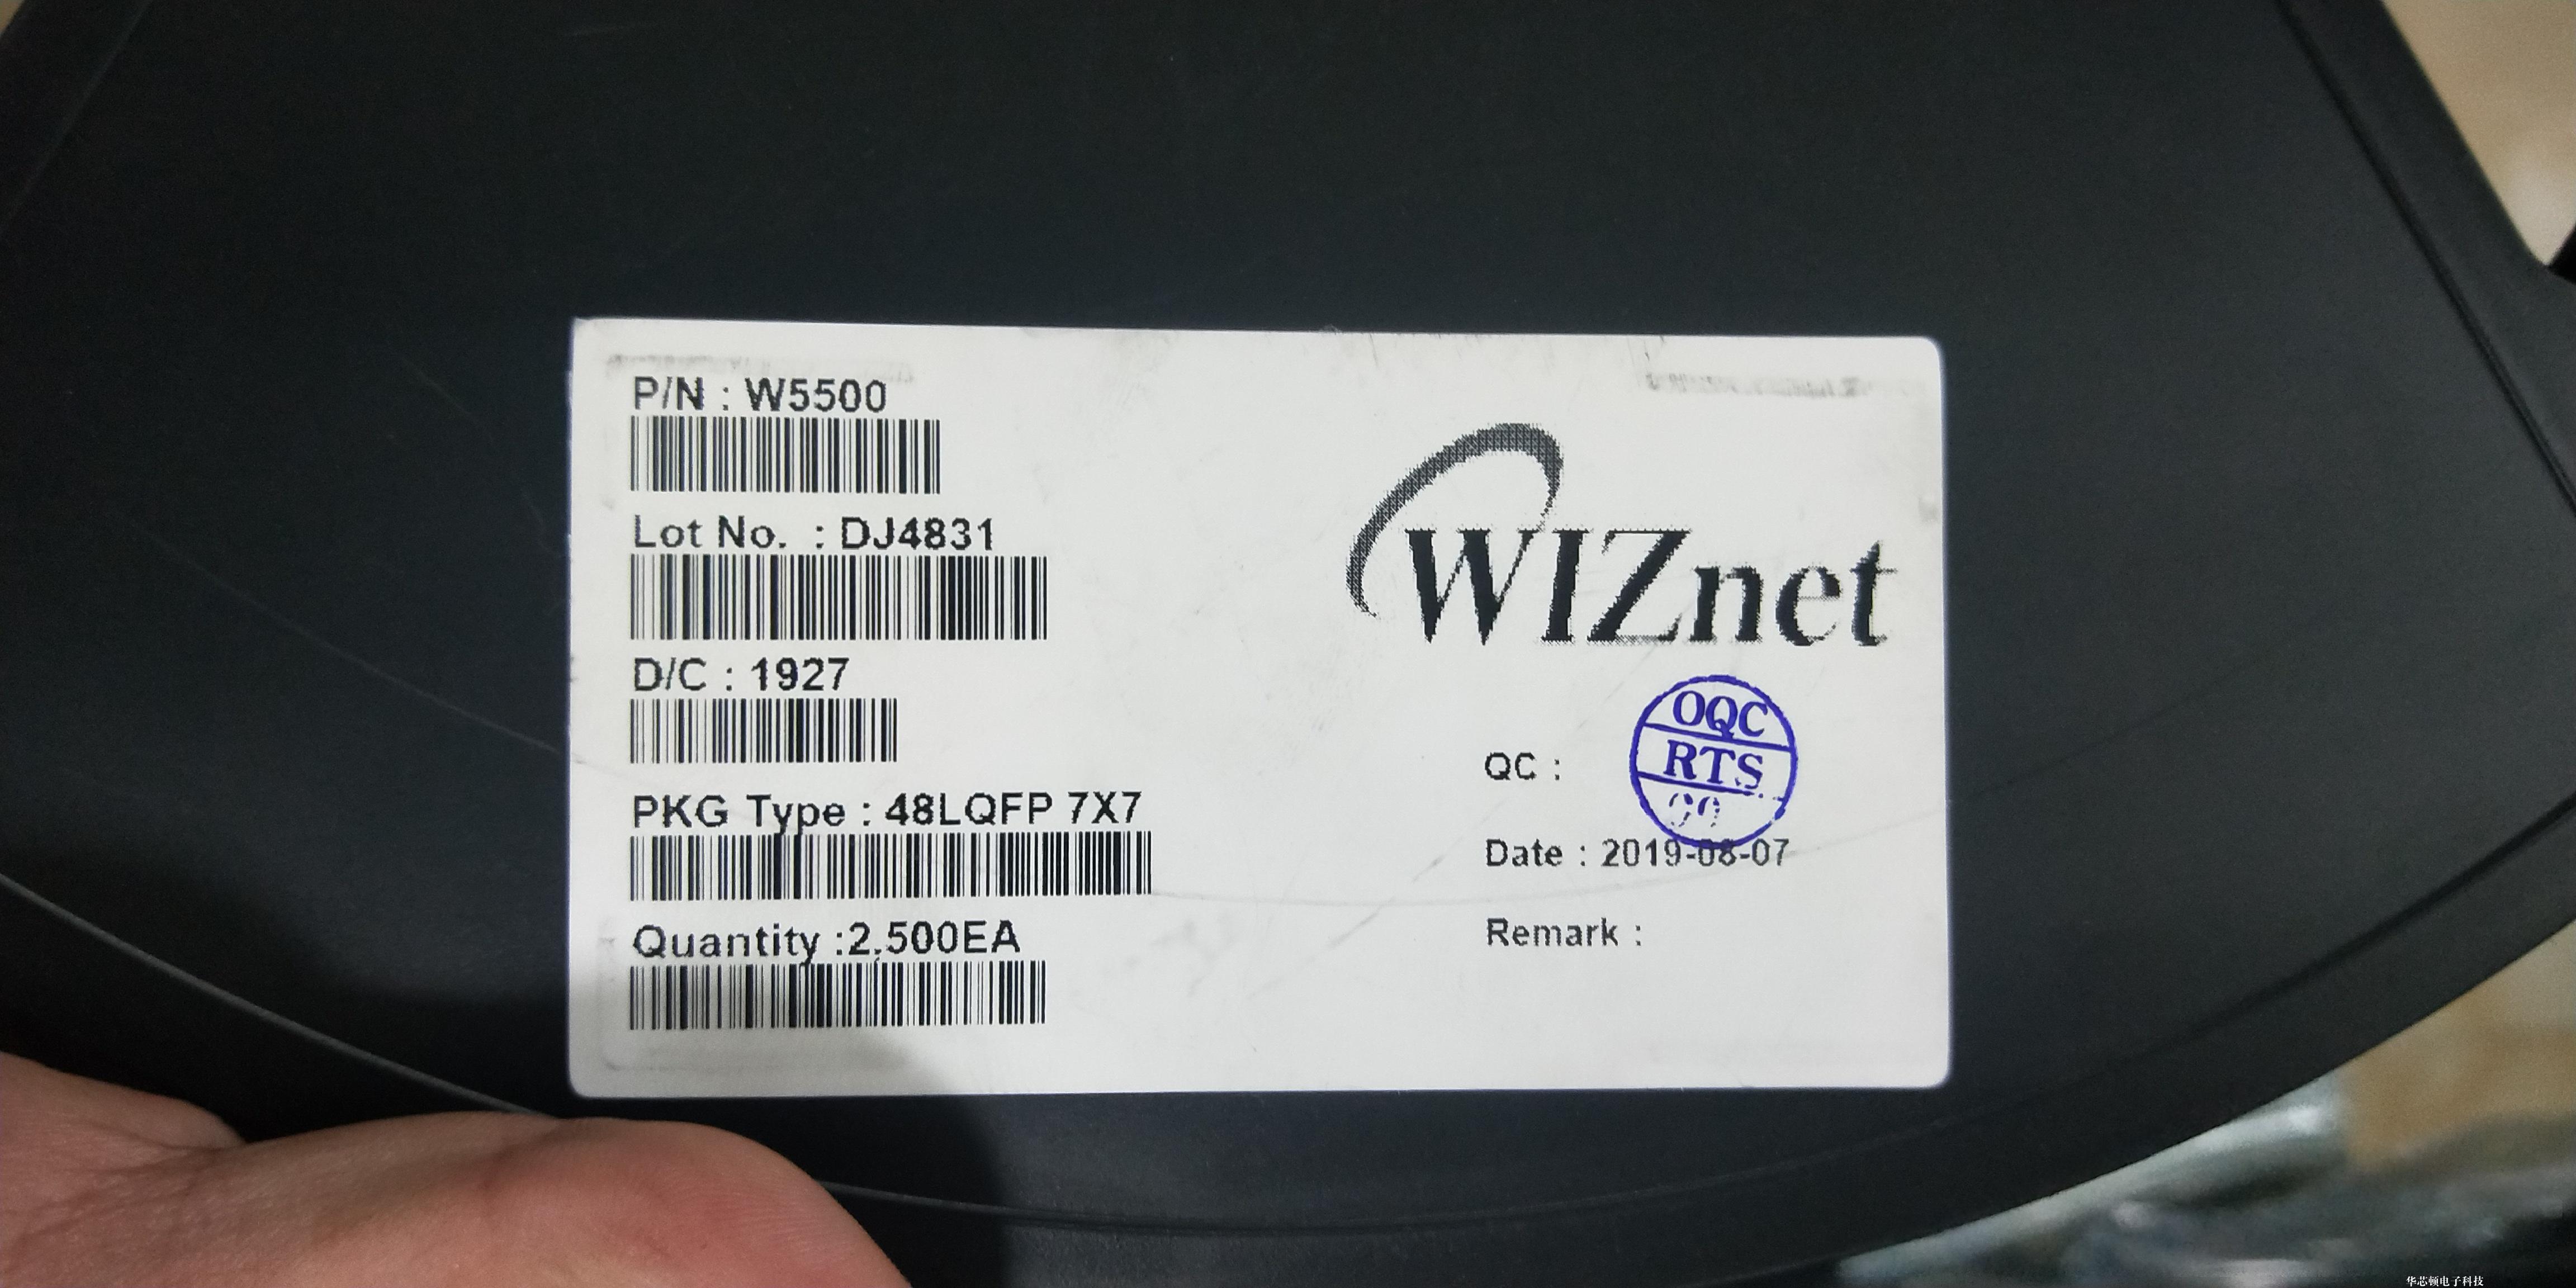 P/N : W5500
Lot No. : DJ4831
D/C : 1927
PKG Type : 48LQFP 7X7
Quantity :2,500EA
WIZnet
OQC
RTS
QC :
Date : 2019-08-07
Remark :
华芯顿电子科技